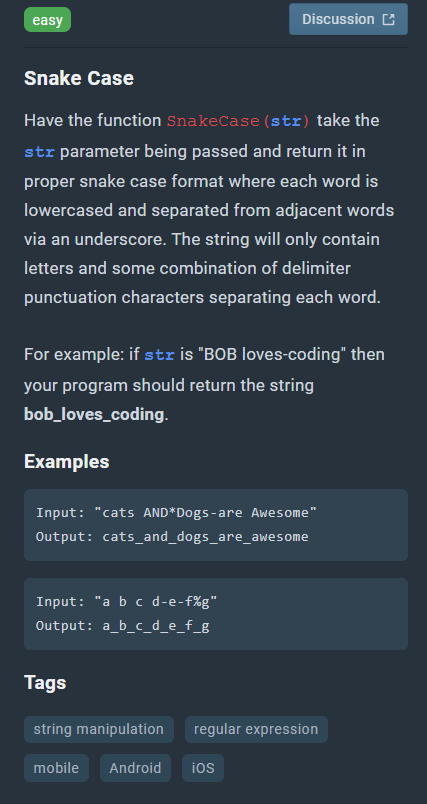 easy
Discussion
Snake Case
Have the function SnakeCase(str) take the
str parameter being passed and return it in
proper snake case format where each word is
lowercased and separated from adjacent words
via an underscore. The string will only contain
letters and some combination of delimiter
punctuation characters separating each word.
For example: if str is "BOB loves-coding" then
your program should return the string
bob_loves_coding.
Examples
Input: "cats AND*Dogs-are Awesome"
Output: cats_and_dogs_are_awesome
Input: "a b c d-e-f%g"
Output: a_b_c_d_e_f_g
Tags
string manipulation
regular expression
mobile
Android
iOS